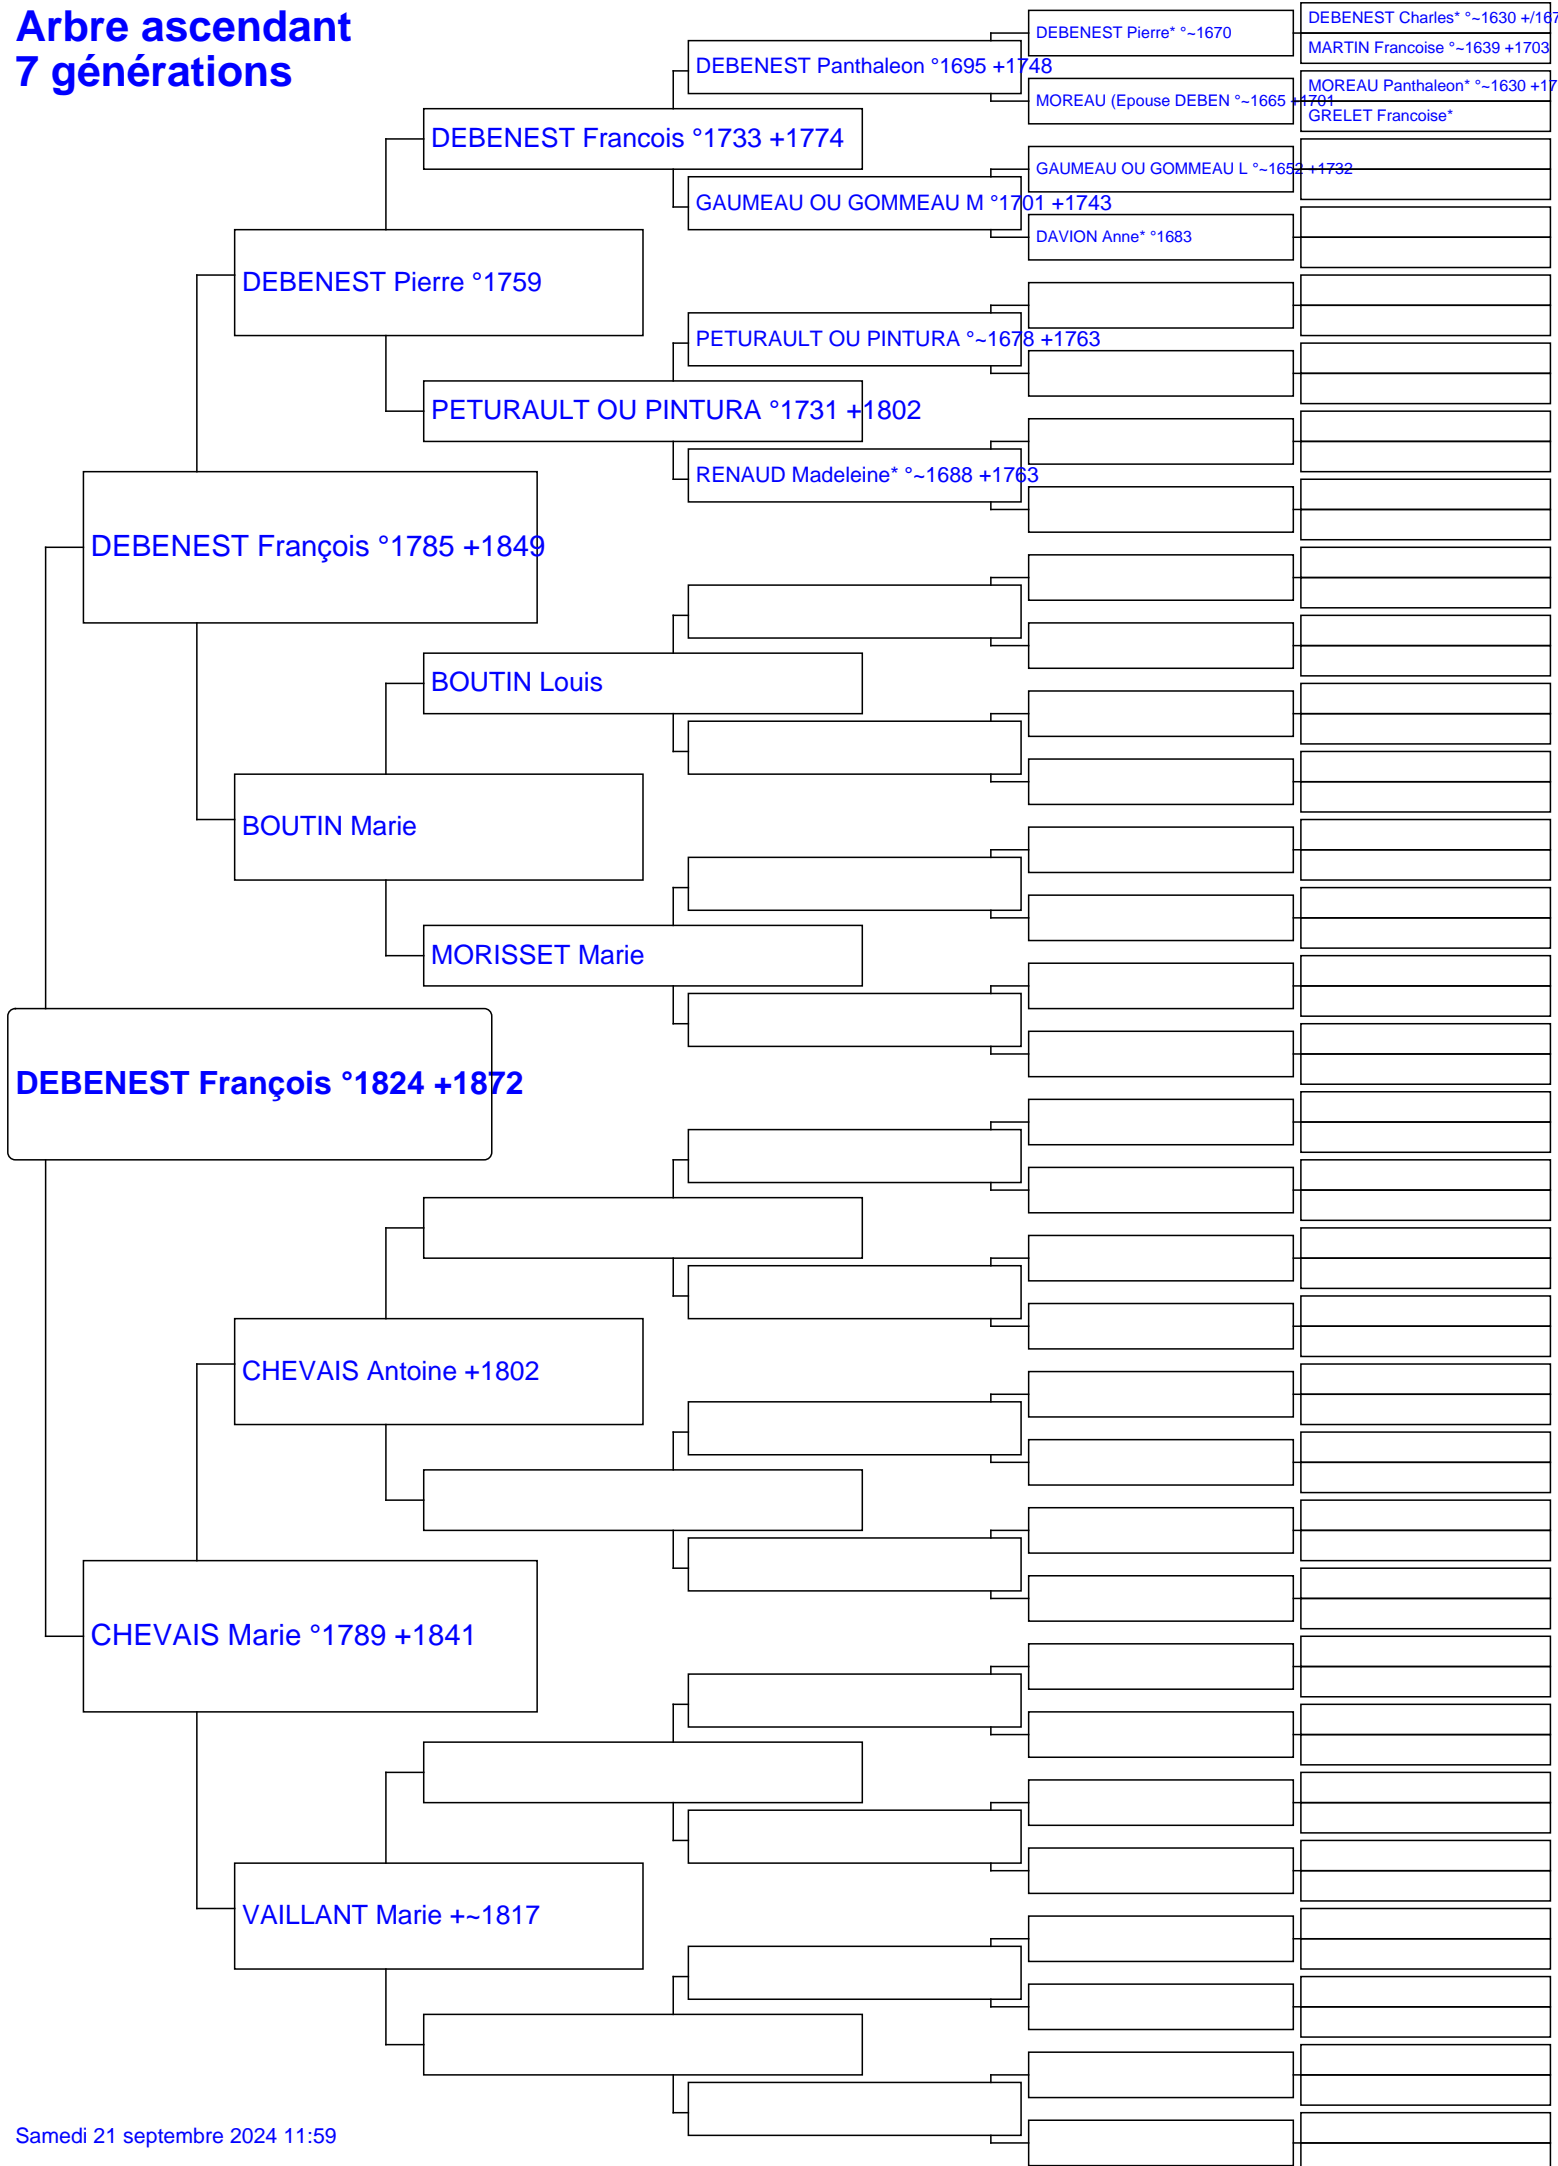 Arbre ascendant
7 générations
DEBENEST Charles* °~1630 +/167
DEBENEST Pierre* °~1670
MARTIN Francoise °~1639 +1703
DEBENEST Panthaleon °1695 +1748
MOREAU Panthaleon* °~1630 +17
MOREAU (Epouse DEBEN °~1665 +1701
GRELET Francoise*
DEBENEST Francois °1733 +1774
GAUMEAU OU GOMMEAU L °~1652 +1732
GAUMEAU OU GOMMEAU M °1701 +1743
DAVION Anne* °1683
DEBENEST Pierre °1759
PETURAULT OU PINTURA °~1678 +1763
PETURAULT OU PINTURA °1731 +1802
RENAUD Madeleine* °~1688 +1763
DEBENEST François °1785 +1849
BOUTIN Louis
BOUTIN Marie
MORISSET Marie
DEBENEST François °1824 +1872
CHEVAIS Antoine +1802
CHEVAIS Marie °1789 +1841
VAILLANT Marie +~1817
Samedi 21 septembre 2024 11:59